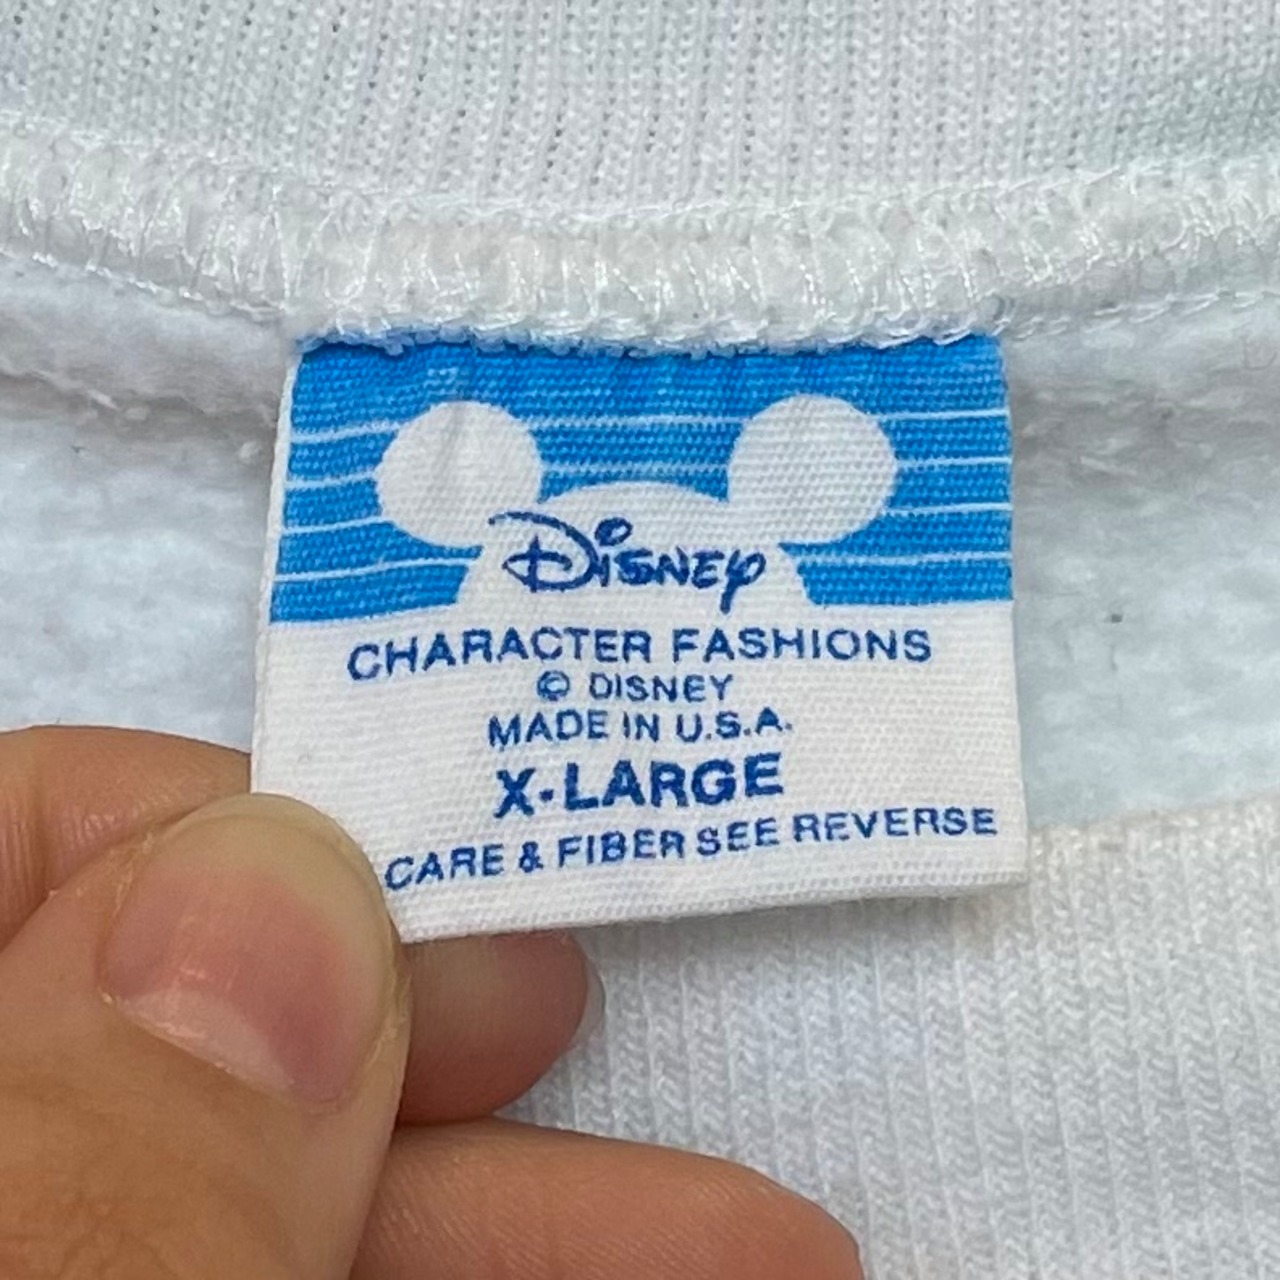 Disney
CHARACTER FASHIONS
© DISNEY
MADE IN U.S.A.
X-LARGE
CARE & FIBER SEE REVERSE